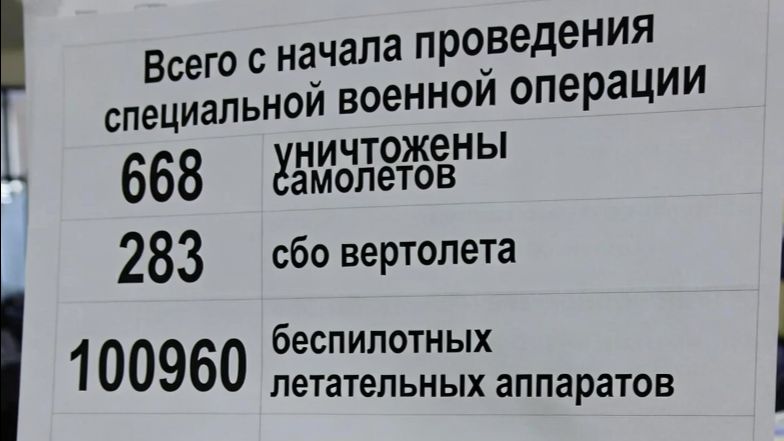 Всего с начала проведения
специальной военной операции
уничтожены
668 самолетов
283 сбо вертолета
беспилотных
100960 летательных аппаратов